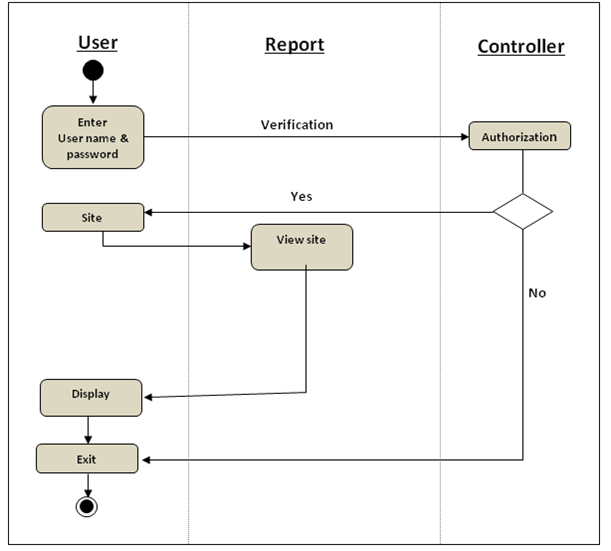 User
Report
Controller
Enter
User name &
password
Verification
Authorization
Yes
Site
View site
No
Display
Exit